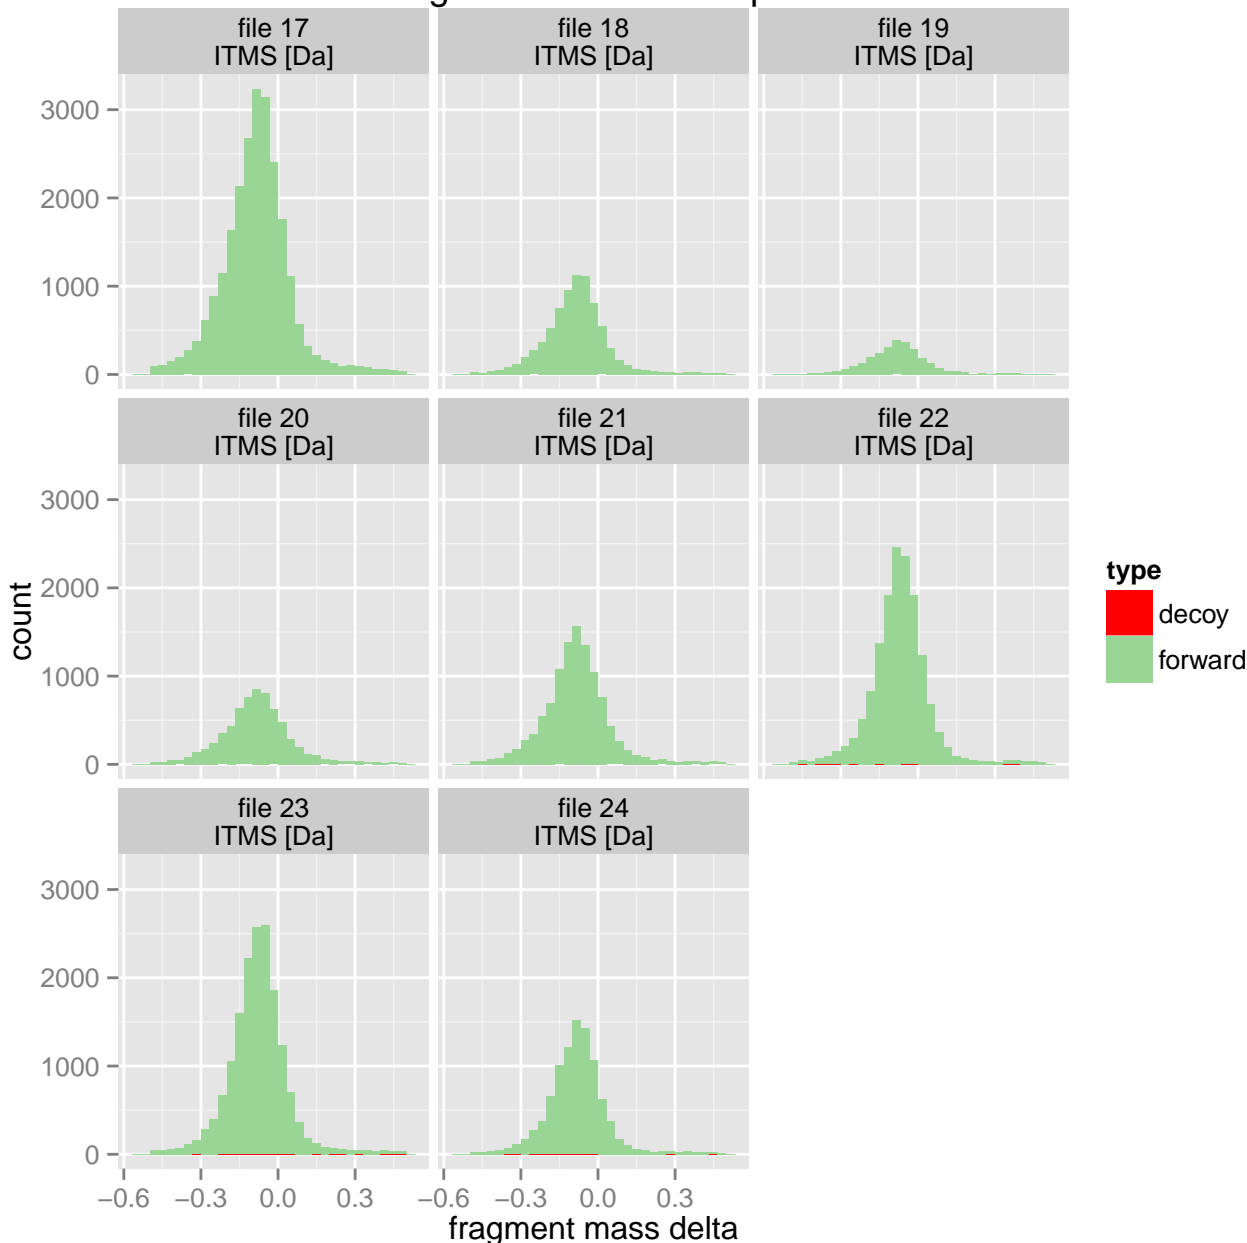 file 17
ITMS [Da]
file 18
ITMS [Da]
file 19
ITMS [Da]
3000
2000
1000
0
file 20
ITMS [Da]
file 21
ITMS [Da]
file 22
ITMS [Da]
3000
2000
1000
0
file 23
ITMS [Da]
file 24
ITMS [Da]
3000
2000
1000
0
−0.6 −0.3 0.0 0.3
−0.6 −0.3 0.0 0.3
count
fragment mass delta
type
decoy
forward